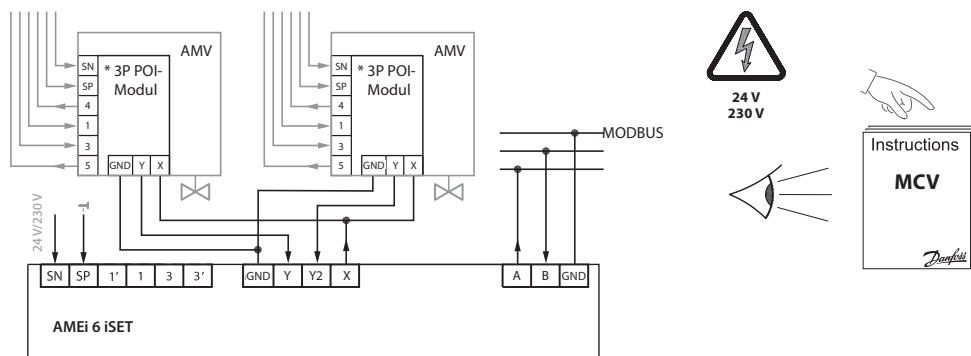 AMV
SN
SP
4
1
3
5
* 3P POI-
Modul
GND Y X
AMV
SN
SP
4
1
3
5
* 3P POI-
Modul
GND Y X
MODBUS
24 V
230 V
Instructions
MCV
Danfoss
24 V/230 V
SN SP 1′ 1 3 3′
GND Y Y2 X
A B GND
AMEi 6 iSET